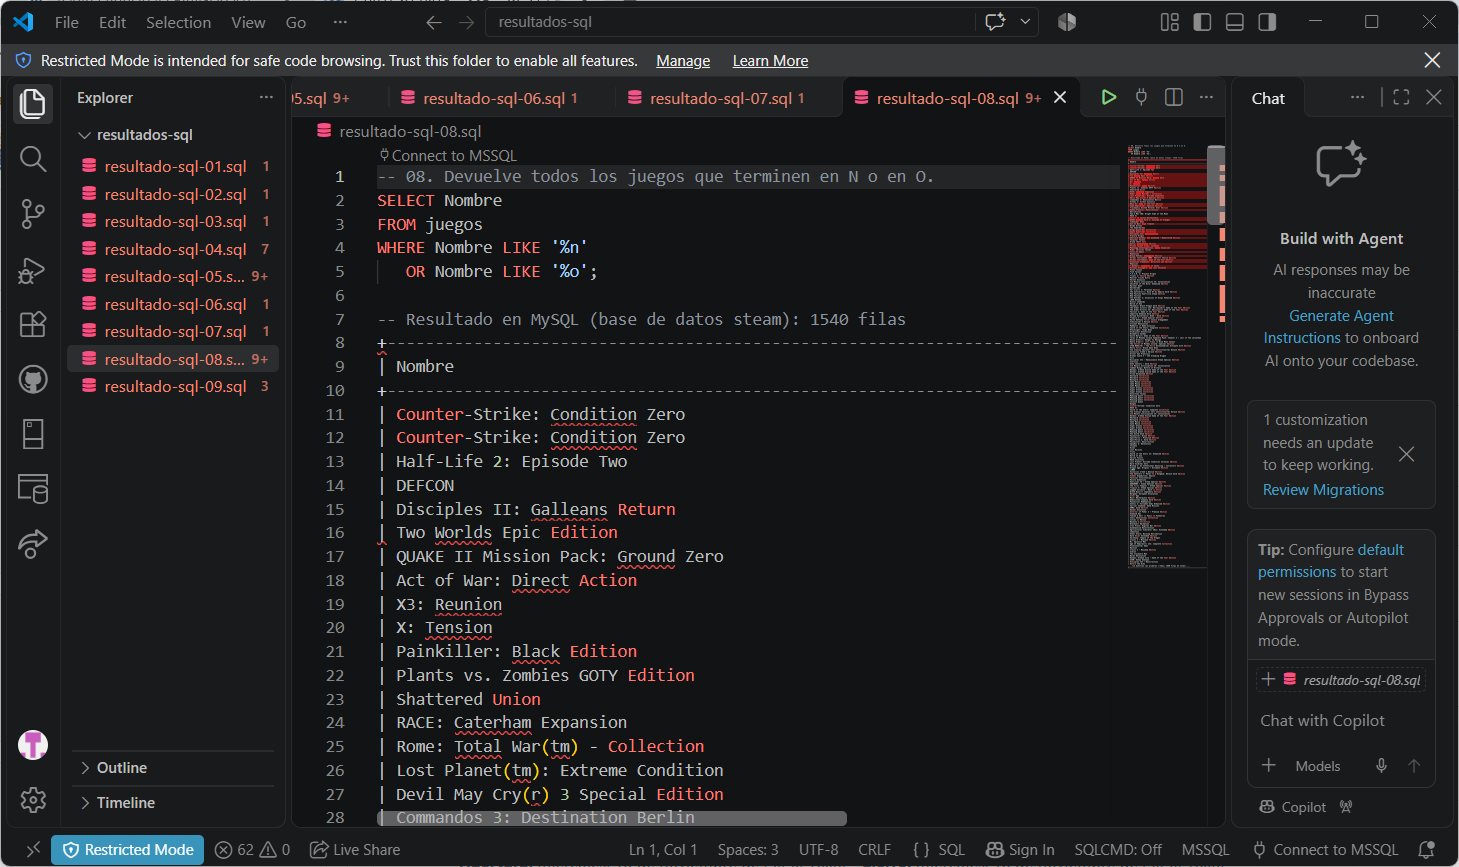 File Edit Selection View Go ··· resultados-sql
Restricted Mode is intended for safe code browsing. Trust this folder to enable all features. Manage Learn More
Explorer
resultados-sql
resultado-sql-01.sql 1
resultado-sql-02.sql 1
resultado-sql-03.sql 1
resultado-sql-04.sql 7
resultado-sql-05.s... 9+
resultado-sql-06.sql 1
resultado-sql-07.sql 1
resultado-sql-08.s... 9+
resultado-sql-09.sql 3
Outline
Timeline
05.sql 9+ resultado-sql-06.sql 1 resultado-sql-07.sql 1 resultado-sql-08.sql 9+
resultado-sql-08.sql
Connect to MSSQL
1 -- 08. Devuelve todos los juegos que terminen en N o en O.
2 SELECT Nombre
3 FROM juegos
4 WHERE Nombre LIKE '%n'
5 OR Nombre LIKE '%o';
6
7 -- Resultado en MySQL (base de datos steam): 1540 filas
8 +-----------------------------------------------------------------------------
9 | Nombre
10 +-----------------------------------------------------------------------------
11 | Counter-Strike: Condition Zero
12 | Counter-Strike: Condition Zero
13 | Half-Life 2: Episode Two
14 | DEFCON
15 | Disciples II: Galleans Return
16 | Two Worlds Epic Edition
17 | QUAKE II Mission Pack: Ground Zero
18 | Act of War: Direct Action
19 | X3: Reunion
20 | X: Tension
21 | Painkiller: Black Edition
22 | Plants vs. Zombies GOTY Edition
23 | Shattered Union
24 | RACE: Caterham Expansion
25 | Rome: Total War(tm) - Collection
26 | Lost Planet(tm): Extreme Condition
27 | Devil May Cry(r) 3 Special Edition
28 | Commandos 3: Destination Berlin
Chat
Build with Agent
AI responses may be
inaccurate
Generate Agent
Instructions to onboard
AI onto your codebase.
1 customization
needs an update
to keep working.
Review Migrations
Tip: Configure default
permissions to start
new sessions in Bypass
Approvals or Autopilot
mode.
resultado-sql-08.sql
Chat with Copilot
Models
Copilot
Restricted Mode 62 0 Live Share Ln 1, Col 1 Spaces: 3 UTF-8 CRLF {} SQL Sign In SQLCMD: Off MSSQL Connect to MSSQL